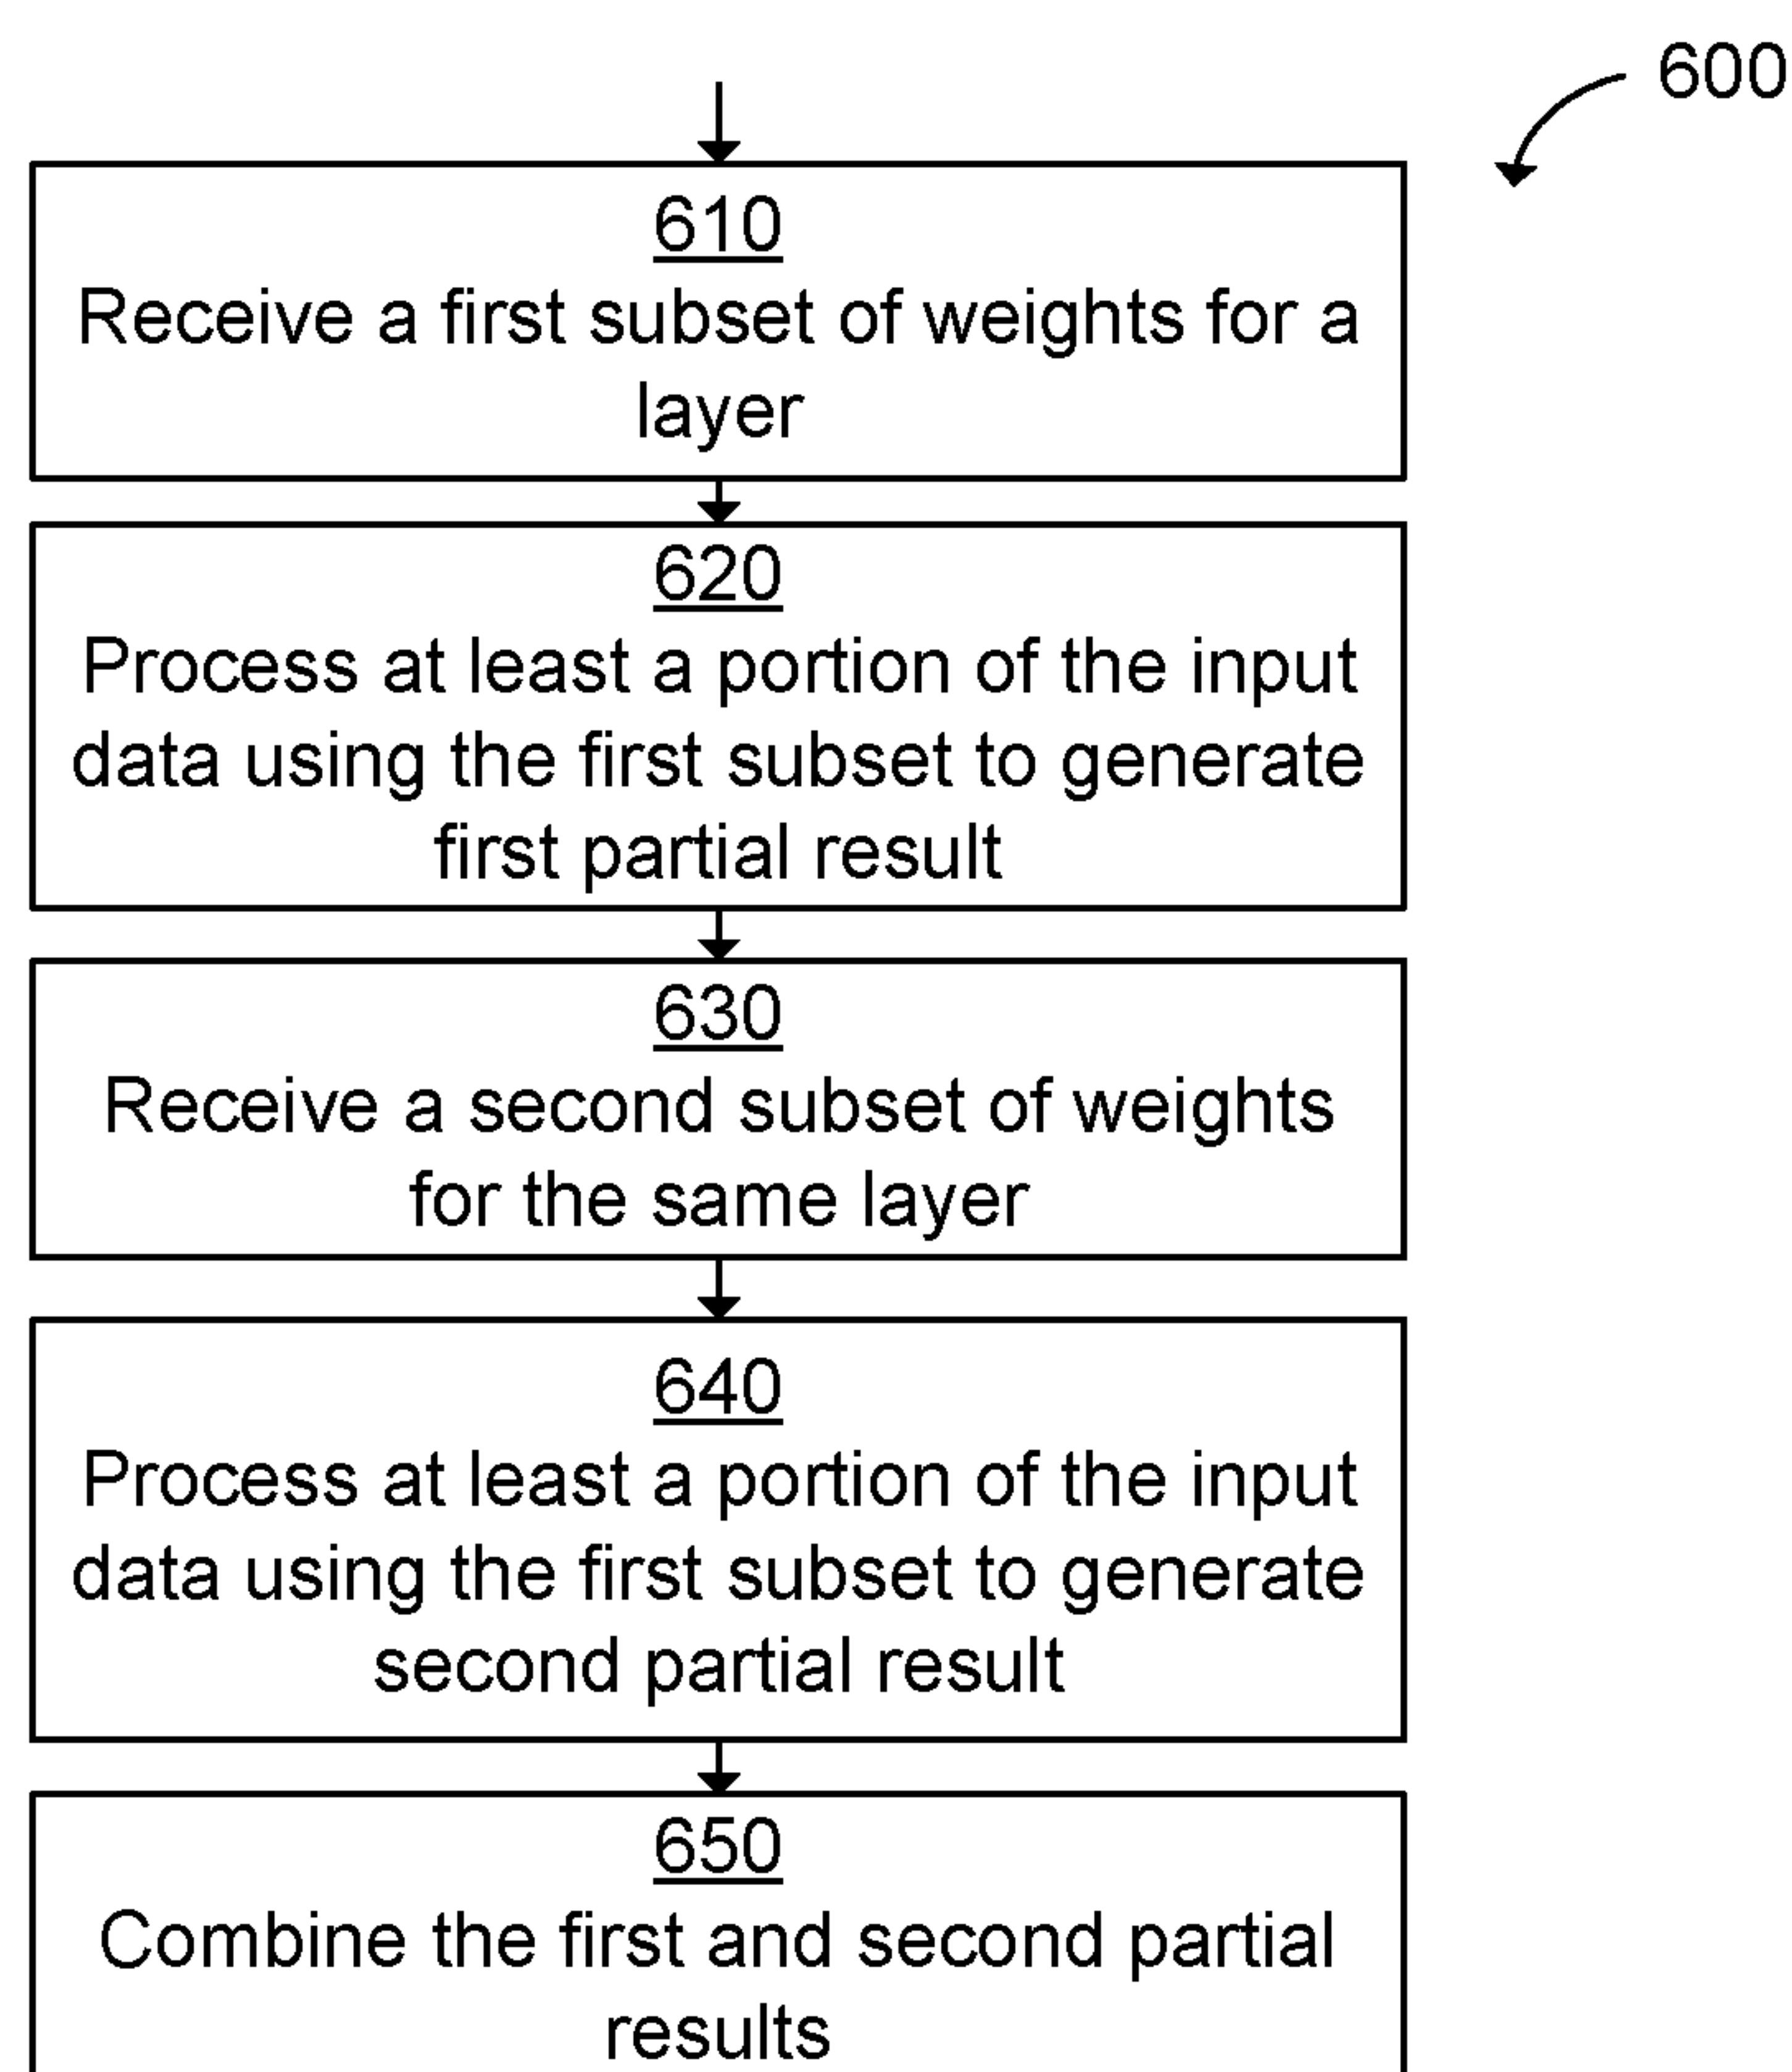 600
610
Receive a first subset of weights for a
layer
620
Process at least a portion of the input
data using the first subset to generate
first partial result
630
Receive a second subset of weights
for the same layer
640
Process at least a portion of the input
data using the first subset to generate
second partial result
650
Combine the first and second partial
results